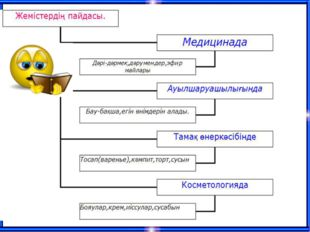 Жемістердің пайдасы.
Медицинада
Дәрі-дәрмек,дәрумендер,эфир
майлары
Ауылшаруашылығында
Бау-бақша,егін өнімдерін алады.
Тамақ өнеркәсібінде
Тосап(варенье),кәмпит,торт,сусын
Косметологияда
Бояулар,крем,иіссулар,сусабын